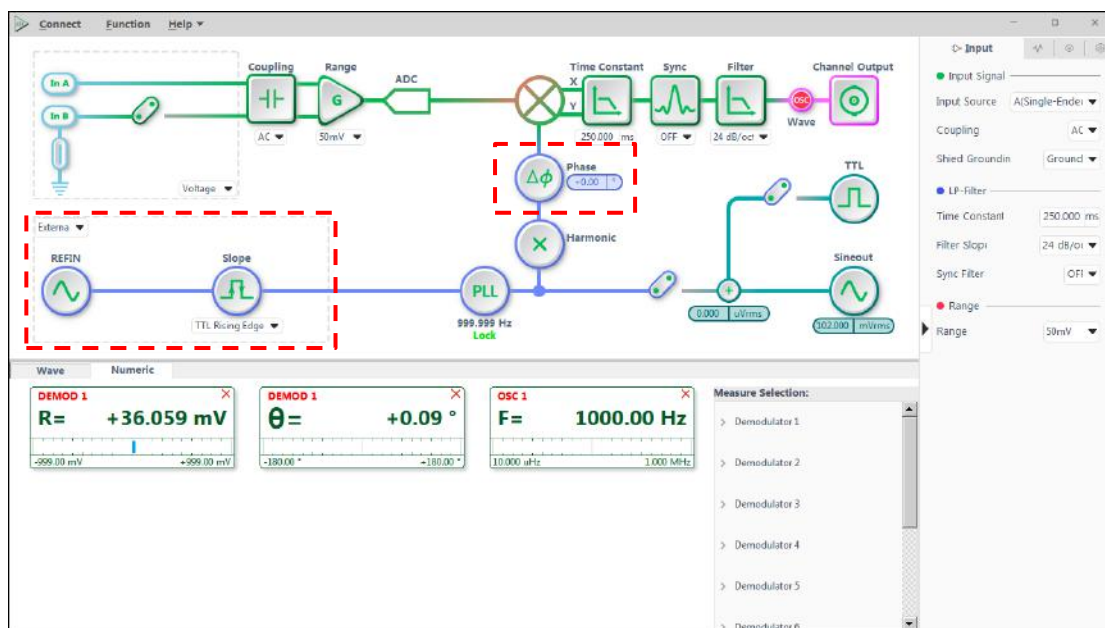 Connect Function Help
In A
In B
Coupling
AC
Range
G
50mV
ADC
X
Y
Time Constant
250.000 ms
Sync
OFF
Filter
24 dB/oct
OSC
Wave
Channel Output
Voltage
Δϕ
Phase
+0.00 °
Harmonic
Externa
REFIN
Slope
TTL Rising Edge
PLL
999.999 Hz
Lock
0.000 uVrms
TTL
Sineout
102.000 mVrms
Input
Input Signal
Input Source A(Single-Ender
Coupling AC
Shied Groundin Ground
LP-Filter
Time Constant 250.000 ms
Filter Slop
24 dB/o
Sync Filter
Range
Range 50mV
Wave Numeric
DEMOD 1
R= +36.059 mV
-999.00 mV +999.00 mV
DEMOD 1
θ= +0.09 °
-180.00 ° +180.00 °
OSC 1
F= 1000.00 Hz
10.000 uHz 1.000 MHz
Measure Selection:
Demodulator 1
Demodulator 2
Demodulator 3
Demodulator 4
Demodulator 5
Demodulator 6